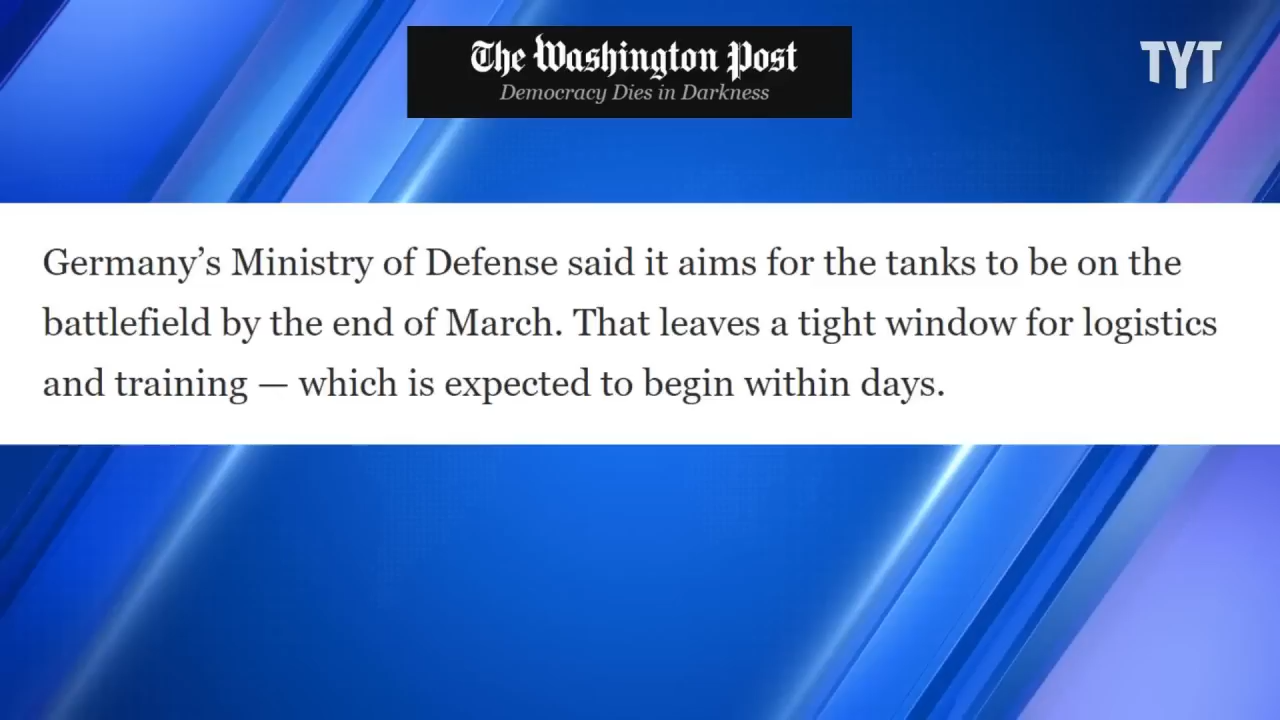 The Washington Post
Democracy Dies in Darkness
TYT
Germany’s Ministry of Defense said it aims for the tanks to be on the
battlefield by the end of March. That leaves a tight window for logistics
and training — which is expected to begin within days.